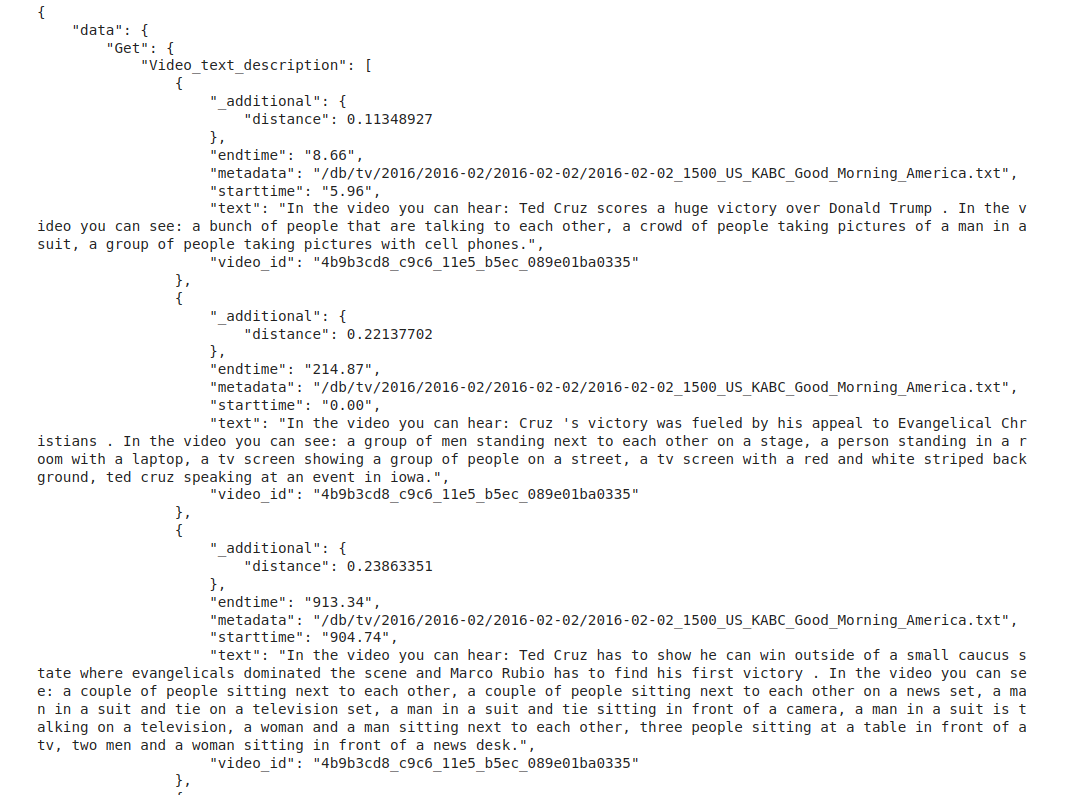 {
    "data": {
        "Get": {
            "Video_text_description": [
                {
                    "_additional": {
                        "distance": 0.11348927
                    },
                    "endtime": "8.66",
                    "metadata": "/db/tv/2016/2016-02/2016-02-02/2016-02-02_1500_US_KABC_Good_Morning_America.txt",
                    "starttime": "5.96",
                    "text": "In the video you can hear: Ted Cruz scores a huge victory over Donald Trump . In the v
ideo you can see: a bunch of people that are talking to each other, a crowd of people taking pictures of a man in a
suit, a group of people taking pictures with cell phones.",
                    "video_id": "4b9b3cd8_c9c6_11e5_b5ec_089e01ba0335"
                },
                {
                    "_additional": {
                        "distance": 0.22137702
                    },
                    "endtime": "214.87",
                    "metadata": "/db/tv/2016/2016-02/2016-02-02/2016-02-02_1500_US_KABC_Good_Morning_America.txt",
                    "starttime": "0.00",
                    "text": "In the video you can hear: Cruz 's victory was fueled by his appeal to Evangelical Chr
istians . In the video you can see: a group of men standing next to each other on a stage, a person standing in a r
oom with a laptop, a tv screen showing a group of people on a street, a tv screen with a red and white striped back
ground, ted cruz speaking at an event in iowa.",
                    "video_id": "4b9b3cd8_c9c6_11e5_b5ec_089e01ba0335"
                },
                {
                    "_additional": {
                        "distance": 0.23863351
                    },
                    "endtime": "913.34",
                    "metadata": "/db/tv/2016/2016-02/2016-02-02/2016-02-02_1500_US_KABC_Good_Morning_America.txt",
                    "starttime": "904.74",
                    "text": "In the video you can hear: Ted Cruz has to show he can win outside of a small caucus s
tate where evangelicals dominated the scene and Marco Rubio has to find his first victory . In the video you can se
e: a couple of people sitting next to each other, a couple of people sitting next to each other on a news set, a ma
n in a suit and tie on a television set, a man in a suit and tie sitting in front of a camera, a man in a suit is t
alking on a television, a woman and a man sitting next to each other, three people sitting at a table in front of a
tv, two men and a woman sitting in front of a news desk.",
                    "video_id": "4b9b3cd8_c9c6_11e5_b5ec_089e01ba0335"
                },